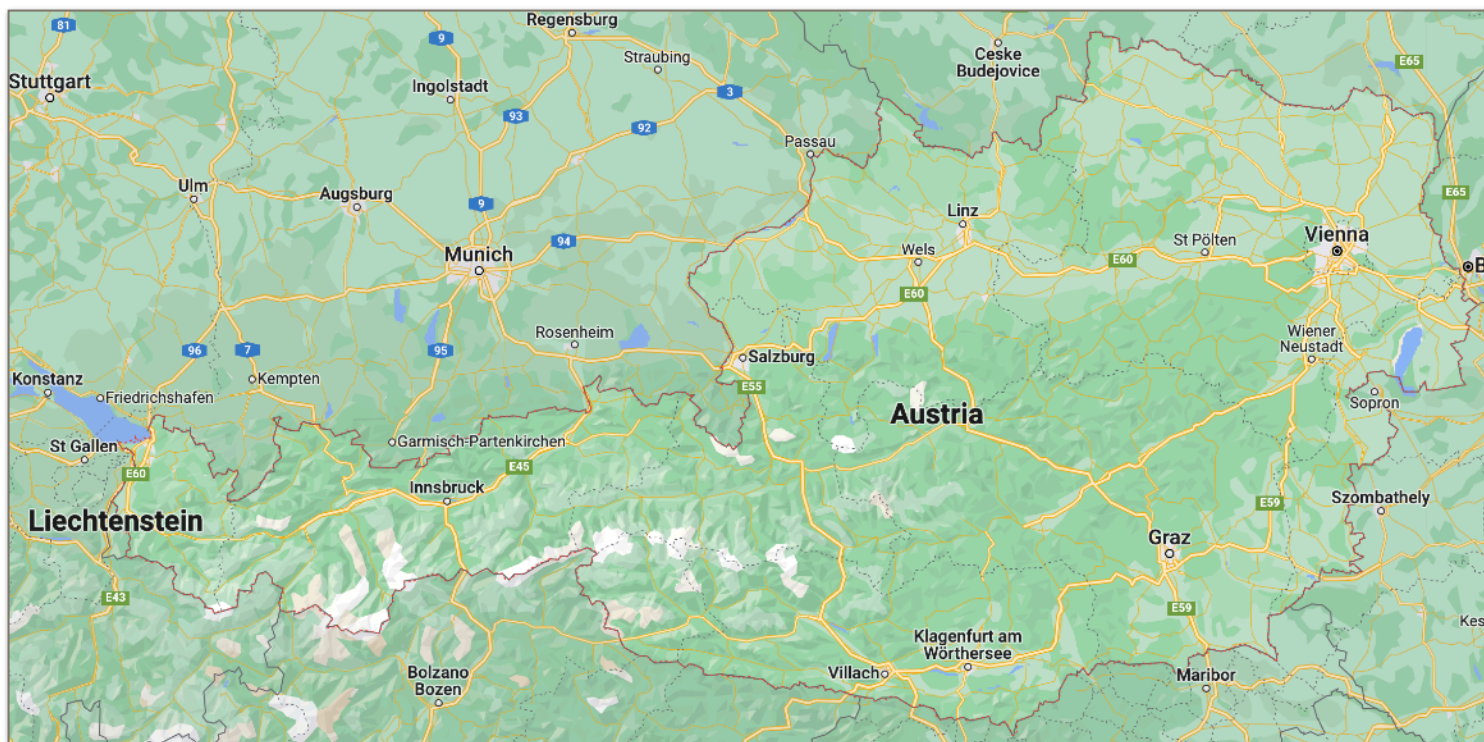 81
Regensburg
9
Straubing
Ceske
Budejovice
E65
Stuttgart
Ingolstadt
3
93
92
Passau
Ulm
Augsburg
E65
9
Linz
94
Munich
Wels
St Pölten
Vienna
E60
B
E60
Rosenheim
Wiener
Neustadt
96
7
95
Salzburg
Konstanz
Kempten
E55
Friedrichshafen
Sopron
Austria
Garmisch-Partenkirchen
St Gallen
E60
E45
Innsbruck
Szombathely
E59
Liechtenstein
Graz
E43
E59
Kes
Klagenfurt am
Wörthersee
Bolzano
Bozen
Villach
Maribor